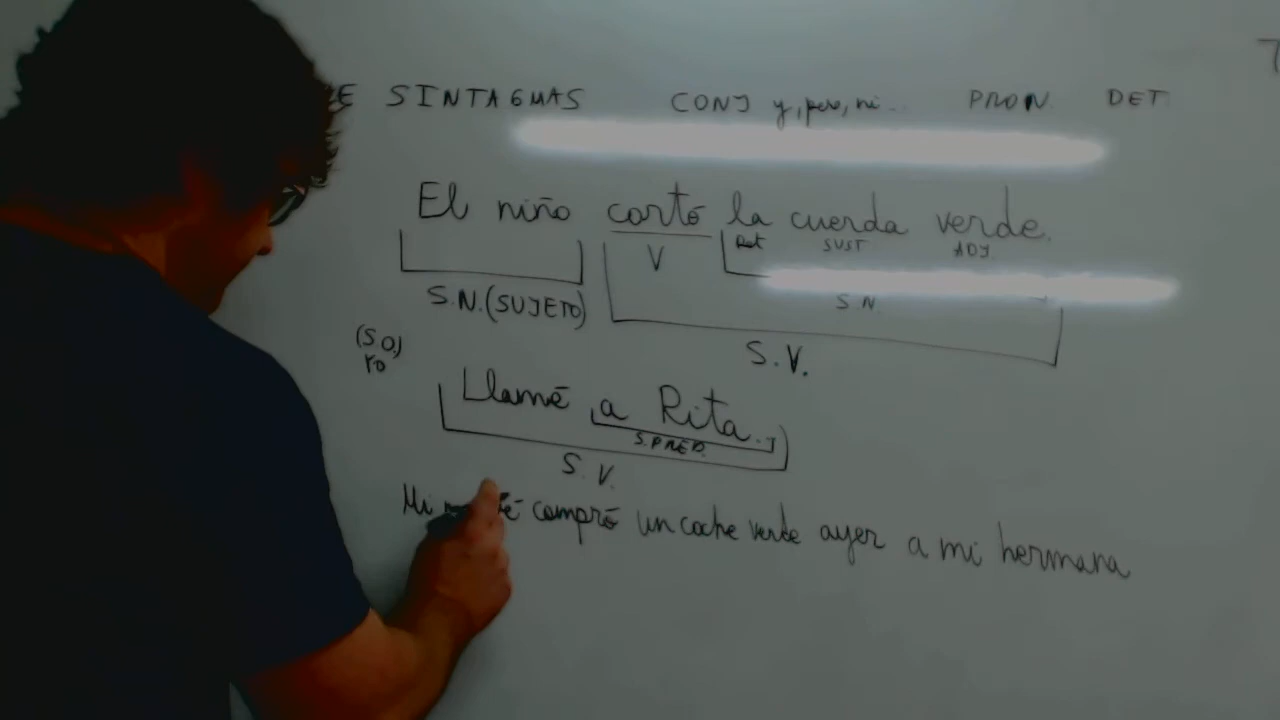 E SINTAGMAS CONJ y, pero, ni... PRON. DET
El niño cortó la cuerda verde.
V Det SUST ADJ.
S.N. (SUJETO) S N
(S O.) S.V.
YO
Llamé a Rita.
S.PREP.
S.V.
Mi compró un coche verde ayer a mi hermana